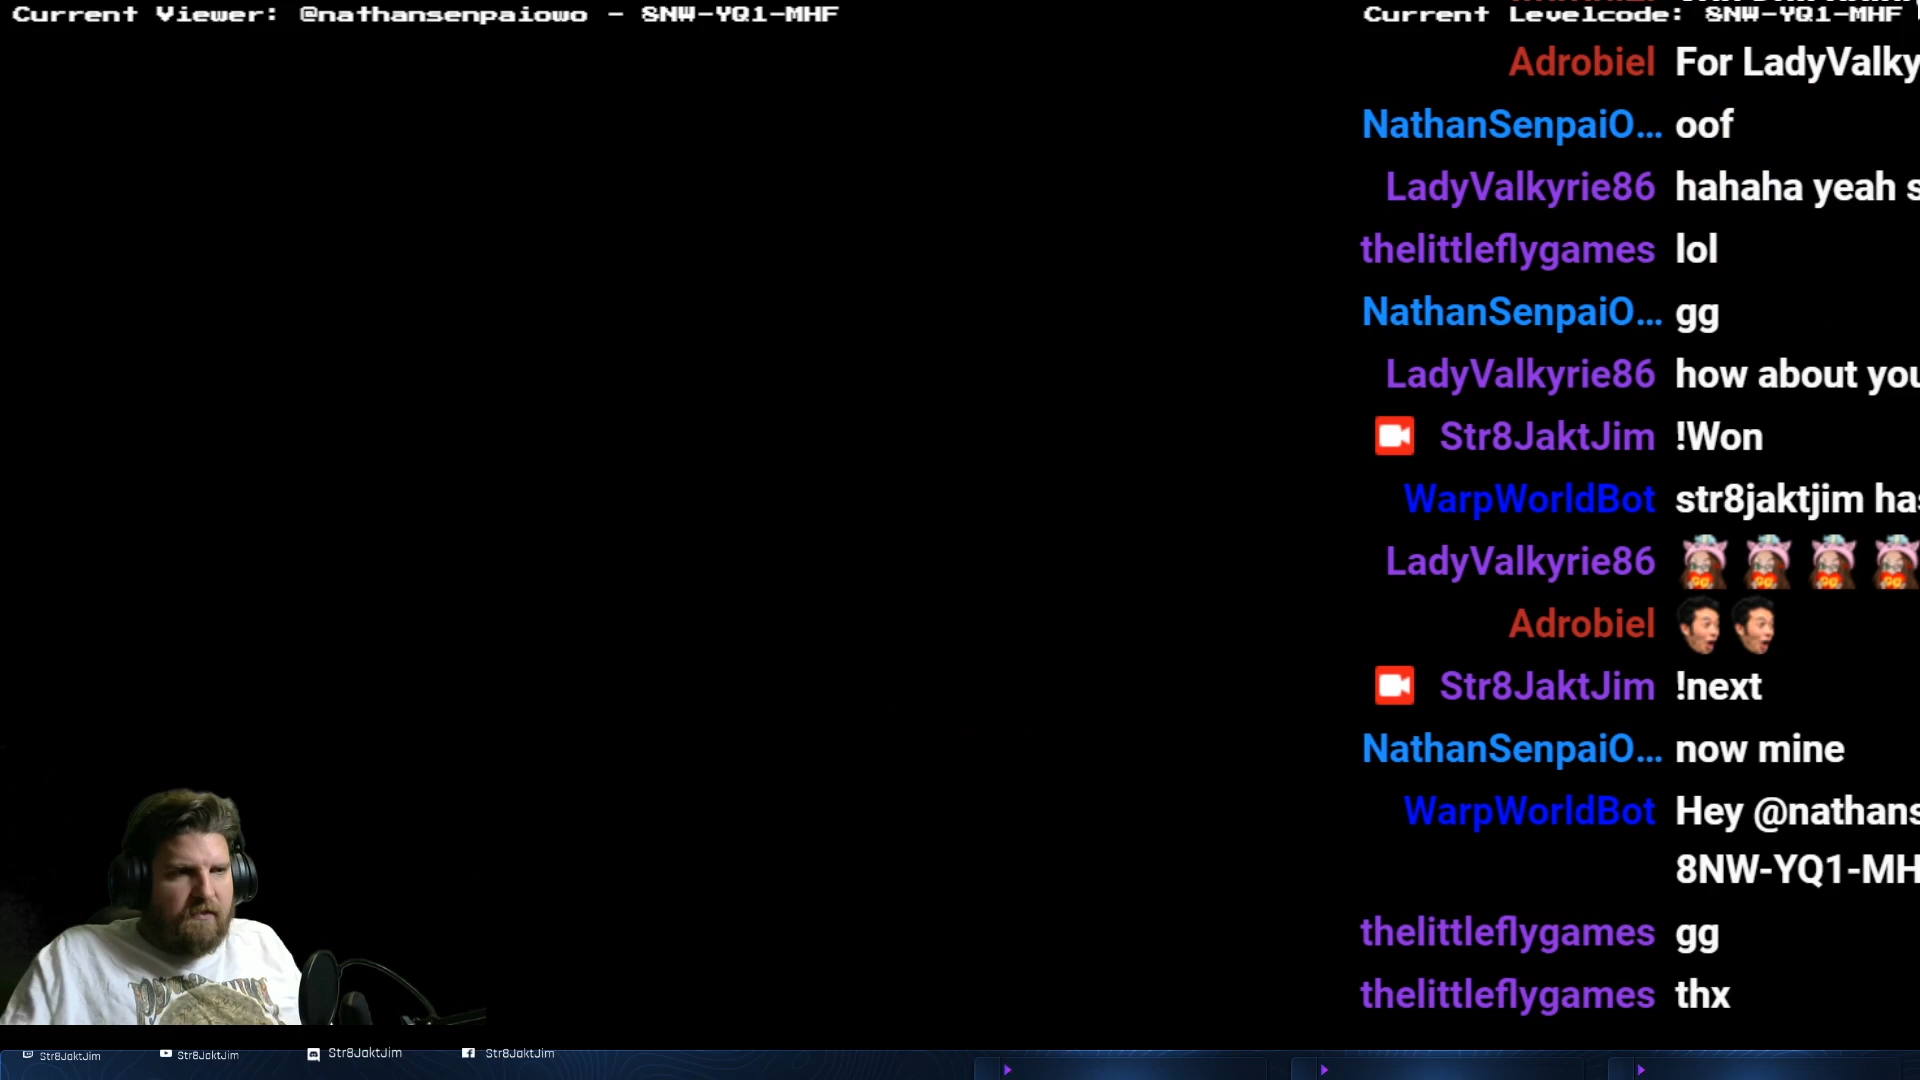 Current Viewer: @nathansenpaiowo - 8NW-YQ1-MHF
Current Levelcode: 8NW-YQ1-MHF
Adrobiel For LadyValky
NathanSenpaiO... oof
LadyValkyrie86 hahaha yeah s
thelittleflygames lol
NathanSenpaiO... gg
LadyValkyrie86 how about you
Str8JaktJim !Won
WarpWorldBot str8jaktjim has
LadyValkyrie86
Adrobiel
Str8JaktJim !next
NathanSenpaiO... now mine
WarpWorldBot Hey @nathans
8NW-YQ1-MH
thelittleflygames gg
thelittleflygames thx
Str8JaktJim Str8JaktJim Str8JaktJim Str8JaktJim